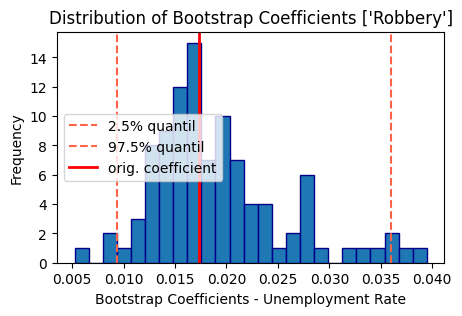 Distribution of Bootstrap Coefficients ['Robbery']
Frequency
14
12
10
8
6
4
2
0
2.5% quantil
97.5% quantil
orig. coefficient
0.005 0.010 0.015 0.020 0.025 0.030 0.035 0.040
Bootstrap Coefficients - Unemployment Rate